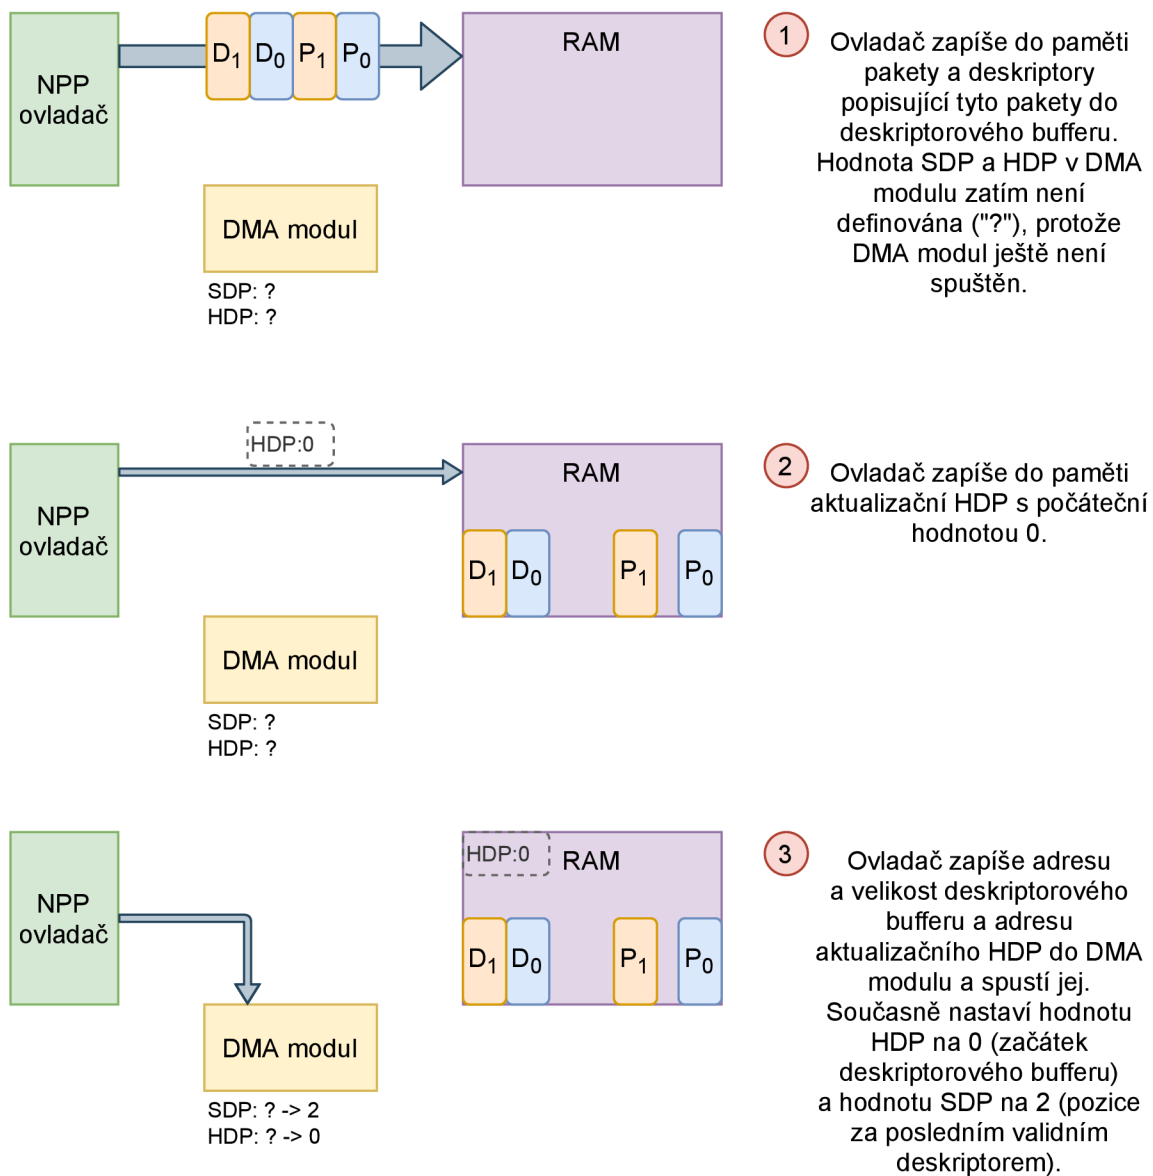 NPP
ovladač
D1 D0 P1 P0
RAM
DMA modul
SDP: ?
HDP: ?
1
Ovladač zapíše do paměti
pakety a deskriptory
popisující tyto pakety do
deskriptorového bufferu.
Hodnota SDP a HDP v DMA
modulu zatím není
definována ("?"), protože
DMA modul ještě není
spuštěn.
HDP:0
NPP
ovladač
RAM
D1 D0 P1 P0
DMA modul
SDP: ?
HDP: ?
2
Ovladač zapíše do paměti
aktualizační HDP s počáteční
hodnotou 0.
NPP
ovladač
HDP:0 RAM
D1 D0 P1 P0
DMA modul
SDP: ? -> 2
HDP: ? -> 0
3
Ovladač zapíše adresu
a velikost deskriptorového
bufferu a adresu
aktualizačního HDP do DMA
modulu a spustí jej.
Současně nastaví hodnotu
HDP na 0 (začátek
deskriptorového bufferu)
a hodnotu SDP na 2 (pozice
za posledním validním
deskriptorem).